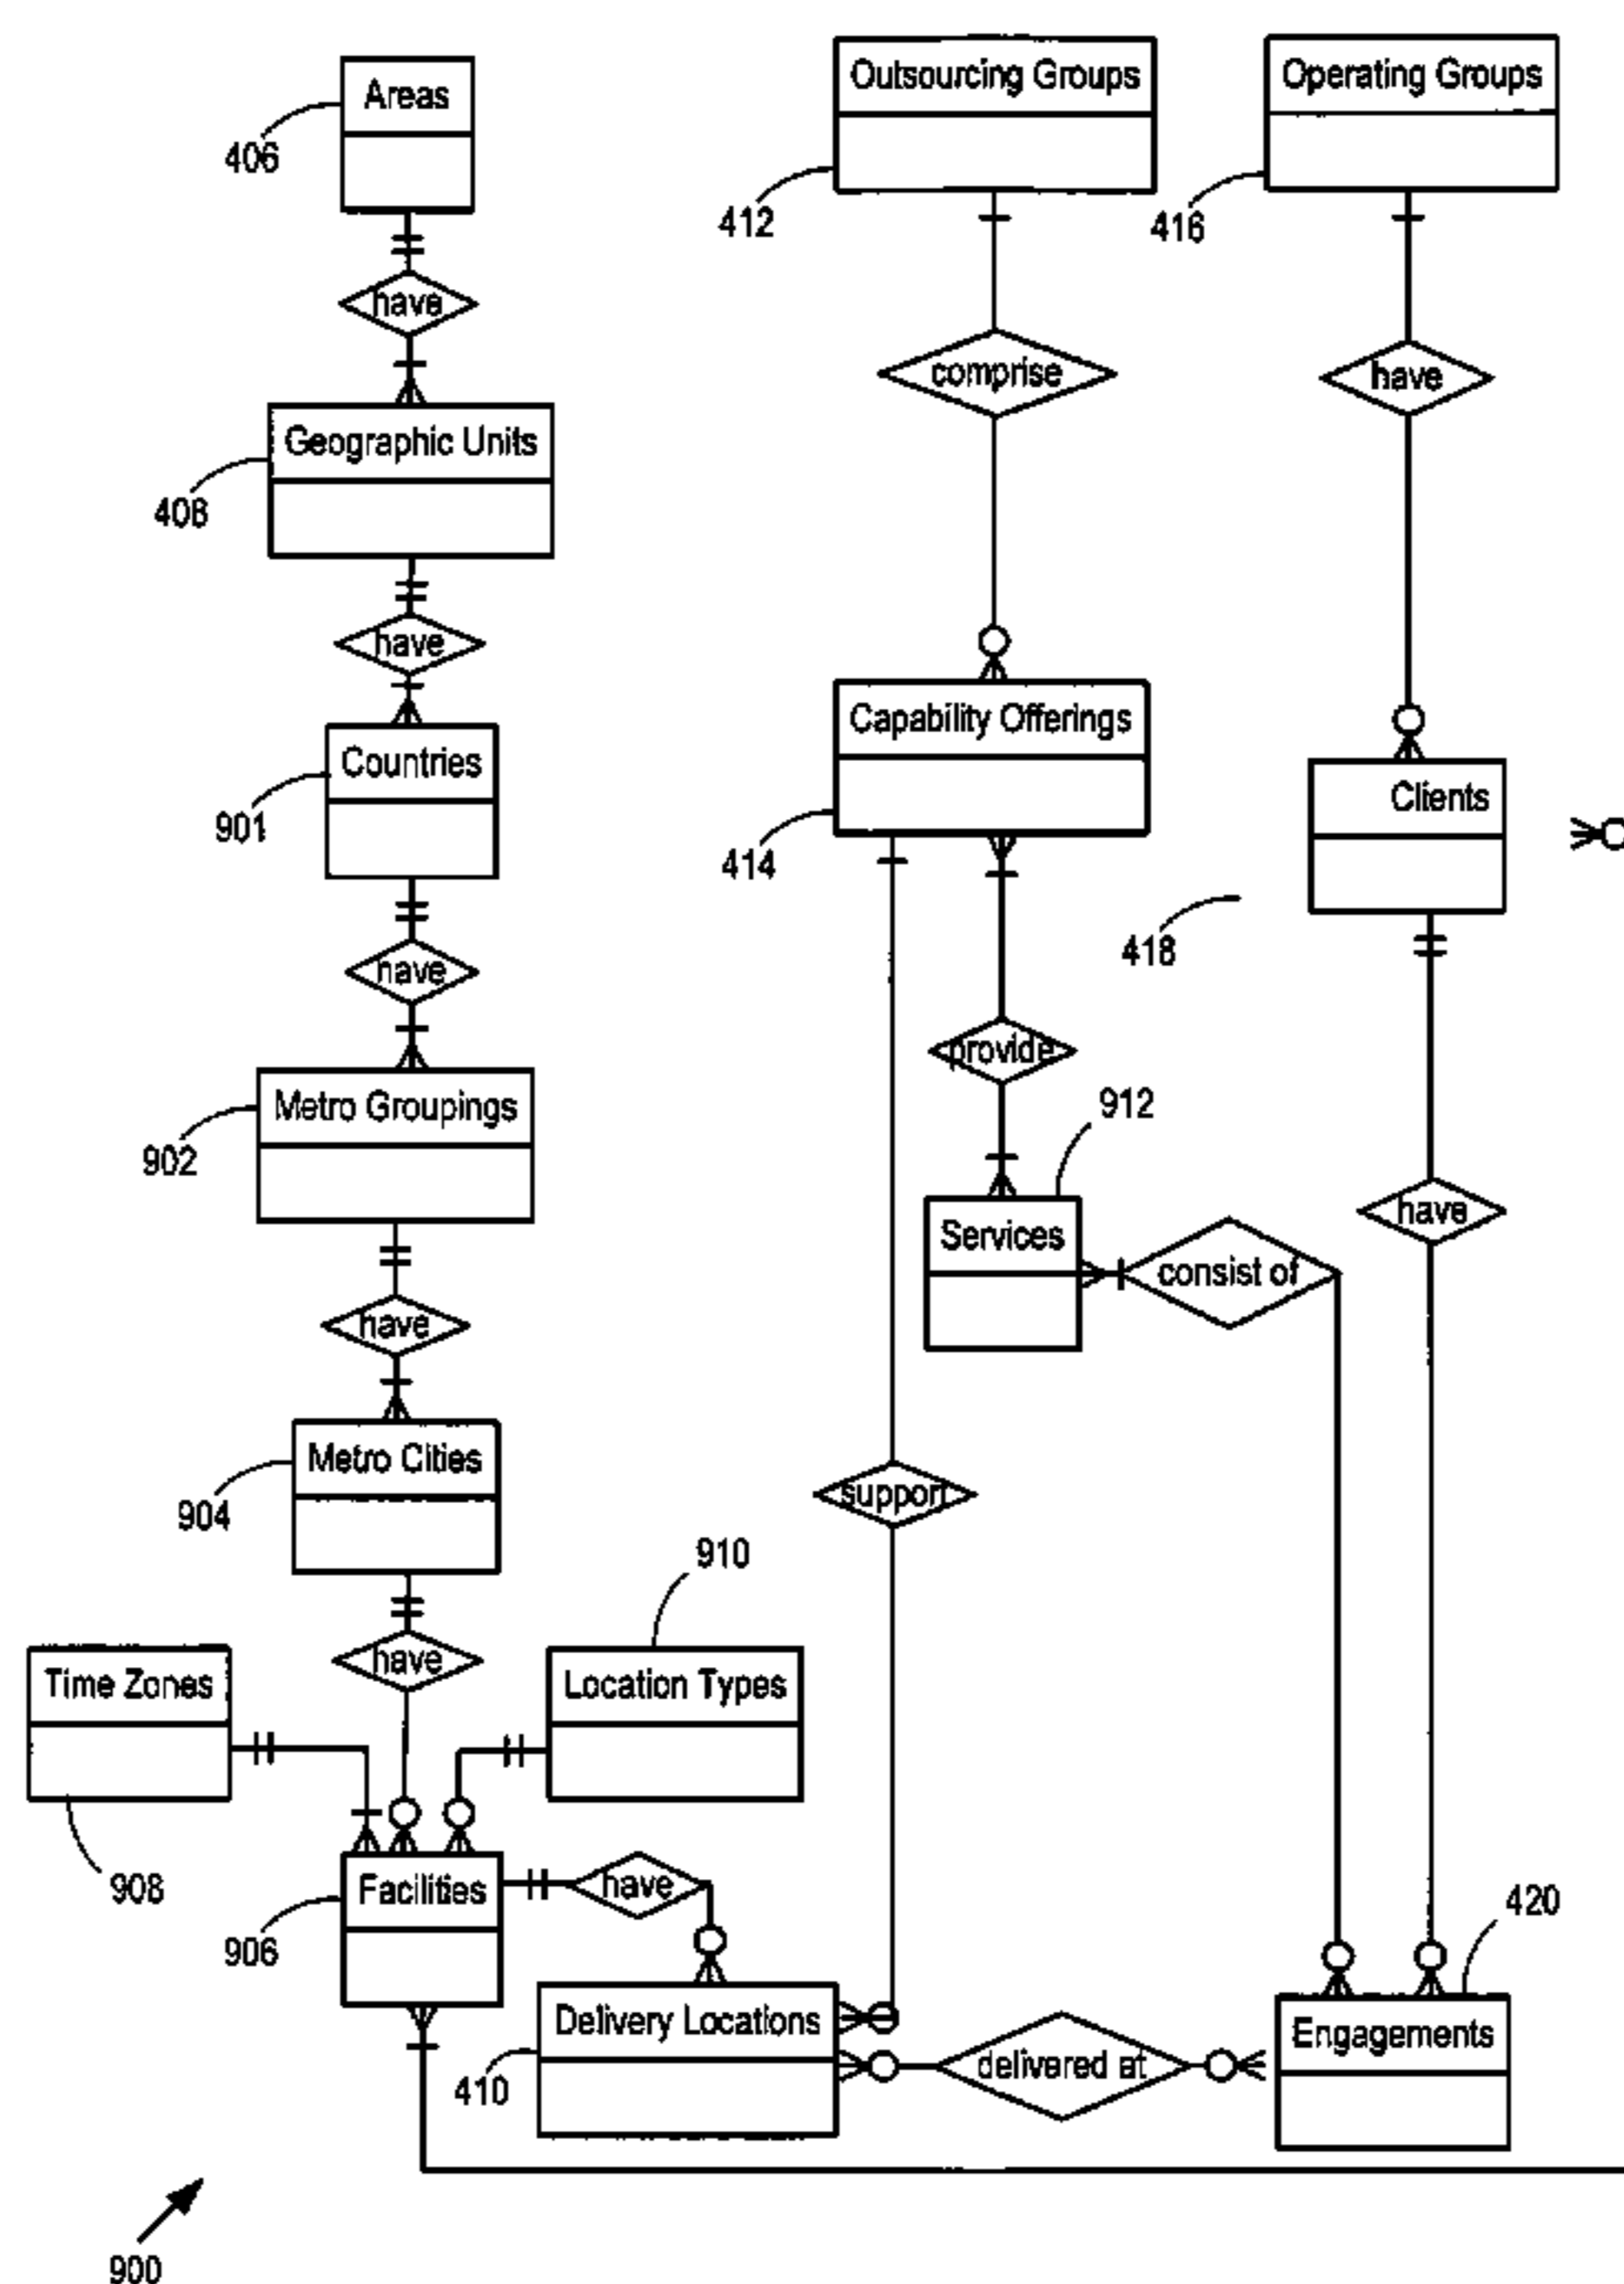 Areas
Outsourcing Groups
Operating Groups
406
412
416
have
comprise
have
Geographic Units
408
have
Capability Offerings
Countries
Clients
901
414
418
have
provide
Metro Groupings
912
902
Services
have
consist of
have
Metro Cities
904
support
910
have
Time Zones
Location Types
908
Facilities
have
420
906
Delivery Locations
Engagements
410
delivered at
900